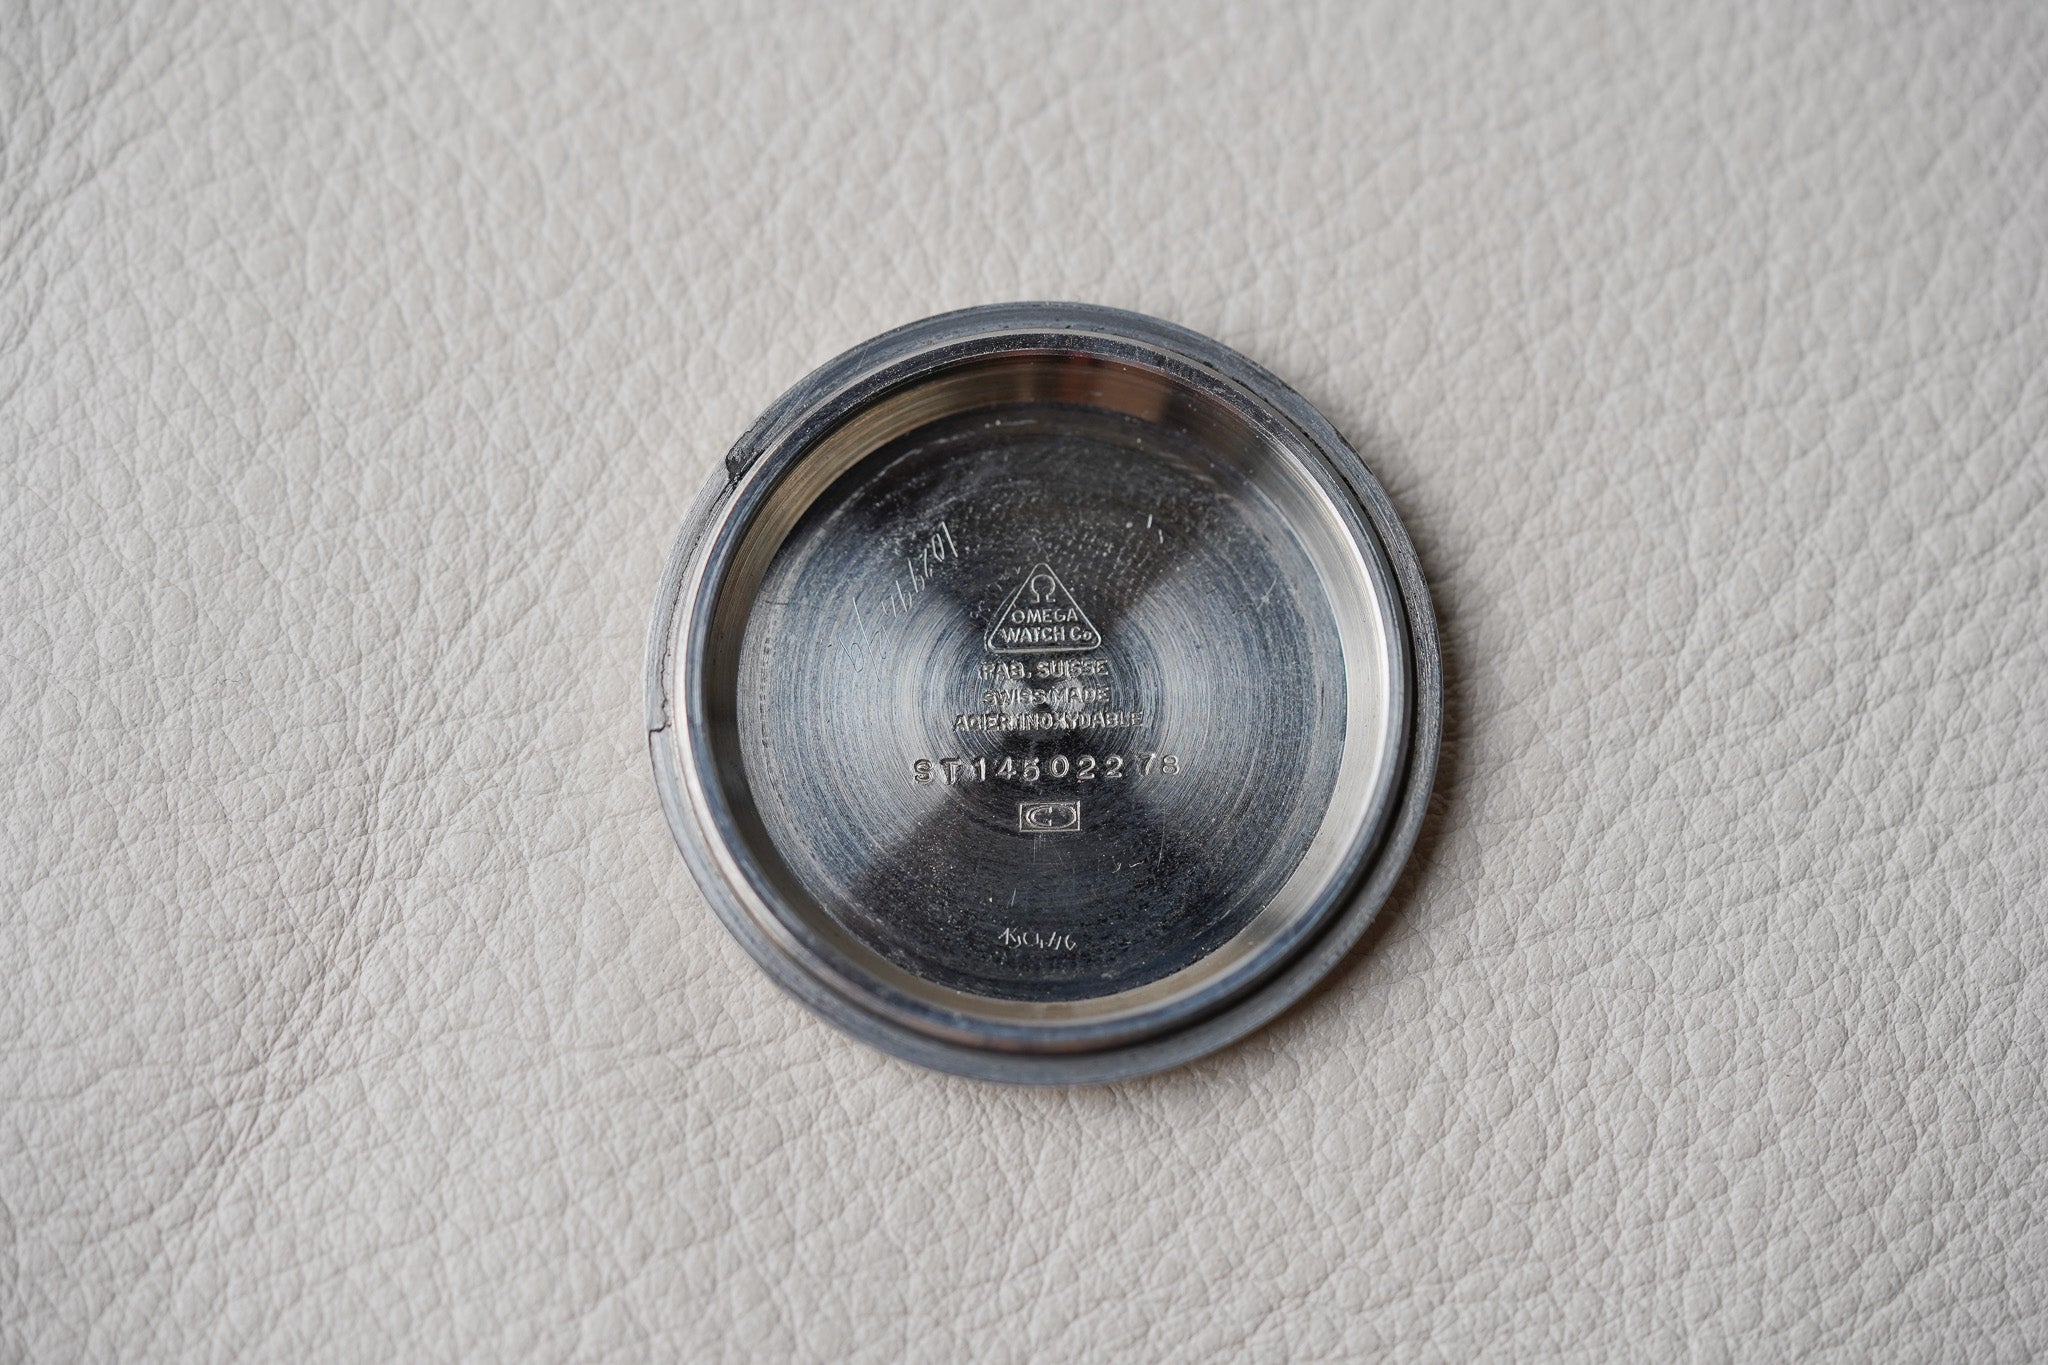 Ω
OMEGA
WATCH Co
FAB. SUISSE
SWISS MADE
ACIER INOXYDABLE
ST 145022 78